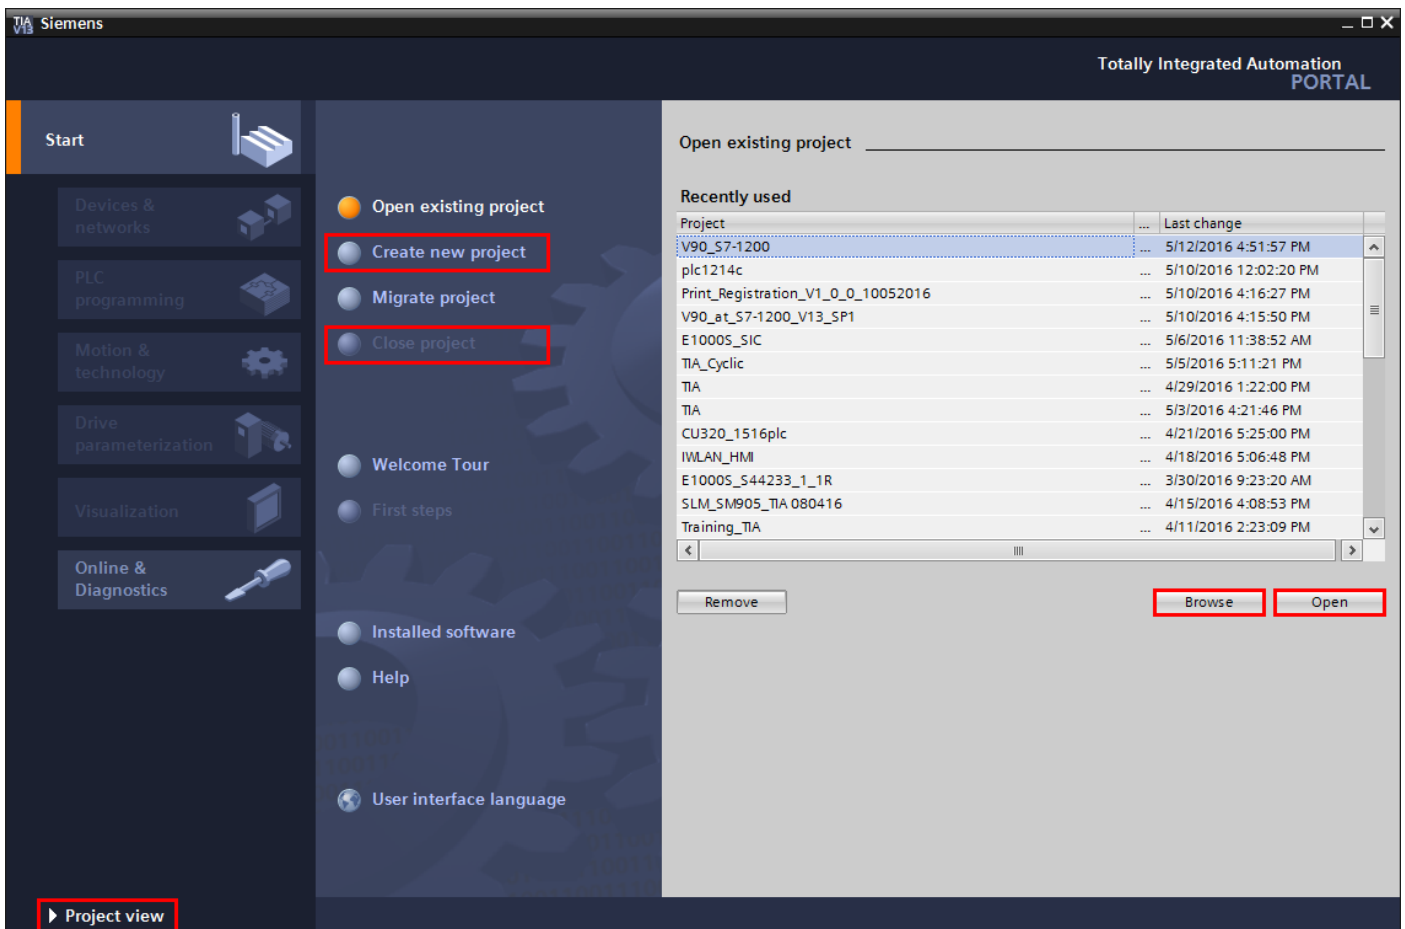 TIA
V13 Siemens
Totally Integrated Automation
PORTAL
Start
Devices &
networks
PLC
programming
Motion &
technology
Drive
parameterization
Visualization
Online &
Diagnostics
Project view
Open existing project
Create new project
Migrate project
Close project
Welcome Tour
First steps
Installed software
Help
User interface language
Open existing project
Recently used
Project ... Last change
V90_S7-1200 ... 5/12/2016 4:51:57 PM
plc1214c ... 5/10/2016 12:02:20 PM
Print_Registration_V1_0_0_10052016 ... 5/10/2016 4:16:27 PM
V90_at_S7-1200_V13_SP1 ... 5/10/2016 4:15:50 PM
E1000S_SIC ... 5/6/2016 11:38:52 AM
TIA_Cyclic ... 5/5/2016 5:11:21 PM
TIA ... 4/29/2016 1:22:00 PM
TIA ... 5/3/2016 4:21:46 PM
CU320_1516plc ... 4/21/2016 5:25:00 PM
IWLAN_HMI ... 4/18/2016 5:06:48 PM
E1000S_S44233_1_1R ... 3/30/2016 9:23:20 AM
SLM_SM905_TIA 080416 ... 4/15/2016 4:08:53 PM
Training_TIA ... 4/11/2016 2:23:09 PM
Remove Browse Open